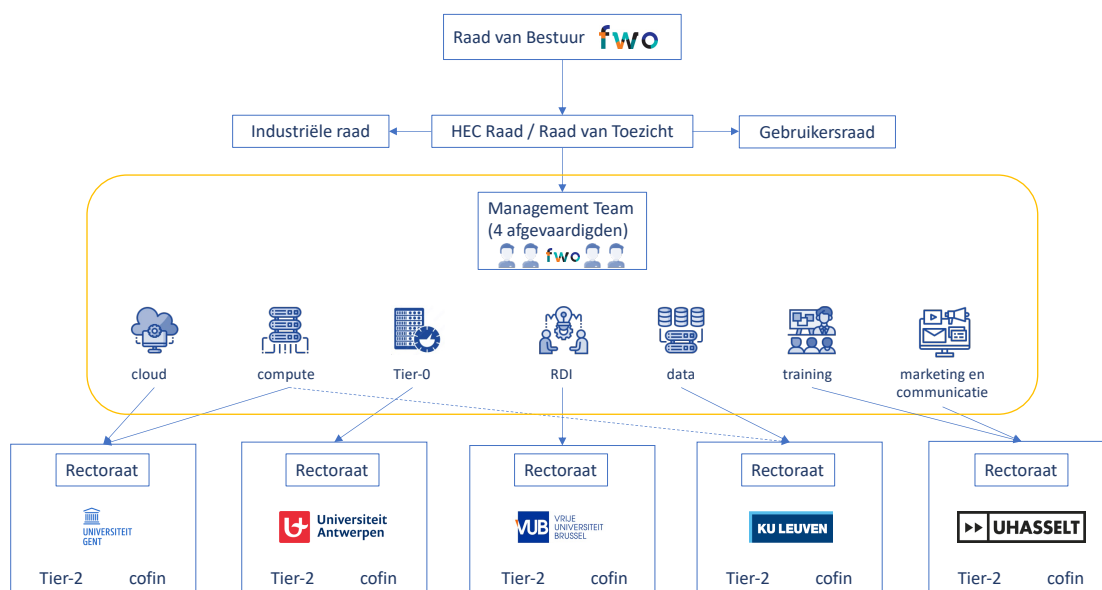 Raad van Bestuur fwo
Industriële raad
HEC Raad / Raad van Toezicht
Gebruikersraad
Management Team
(4 afgevaardigden)
fwo
cloud
compute
Tier-0
RDI
data
training
marketing en
communicatie
Rectoraat
Rectoraat
Rectoraat
Rectoraat
Rectoraat
UNIVERSITEIT
GENT
Universiteit
Antwerpen
VUB
VRIJE
UNIVERSITEIT
BRUSSEL
KU LEUVEN
UHASSELT
Tier-2 cofin
Tier-2 cofin
Tier-2 cofin
Tier-2 cofin
Tier-2 cofin